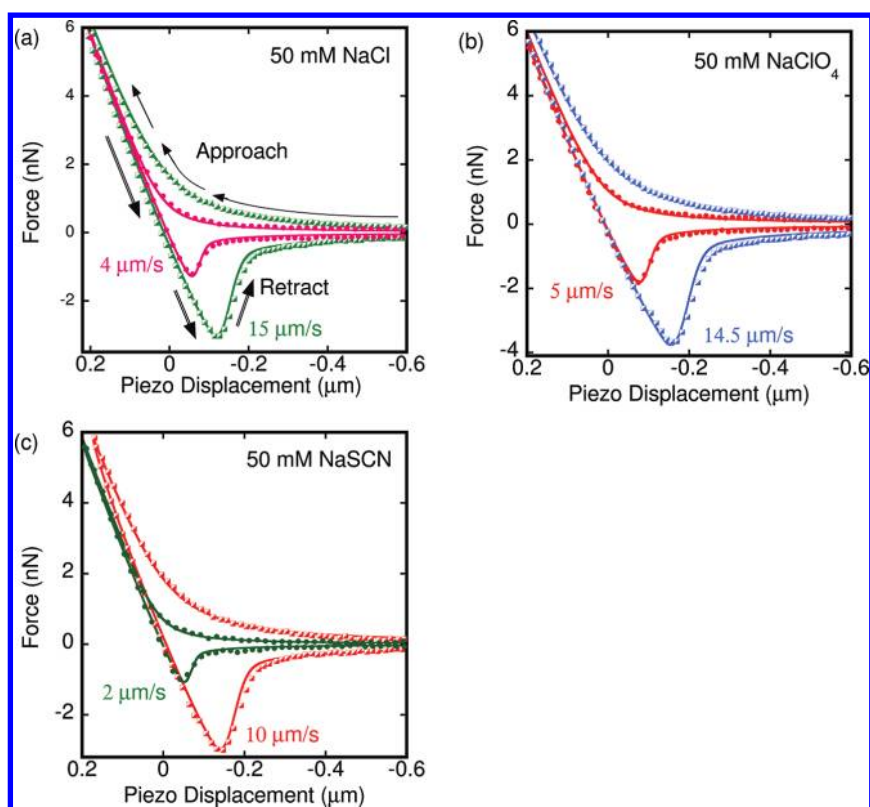 (a)
50 mM NaCl
6
4
2
0
-2
Force (nN)
Approach
4 μm/s
Retract
15 μm/s
0.2 0 -0.2 -0.4 -0.6
Piezo Displacement (μm)
(b)
50 mM NaClO4
6
4
2
0
-2
-4
Force (nN)
5 μm/s
14.5 μm/s
0.2 0 -0.2 -0.4 -0.6
Piezo Displacement (μm)
(c)
50 mM NaSCN
6
4
2
0
-2
Force (nN)
2 μm/s
10 μm/s
0.2 0 -0.2 -0.4 -0.6
Piezo Displacement (μm)